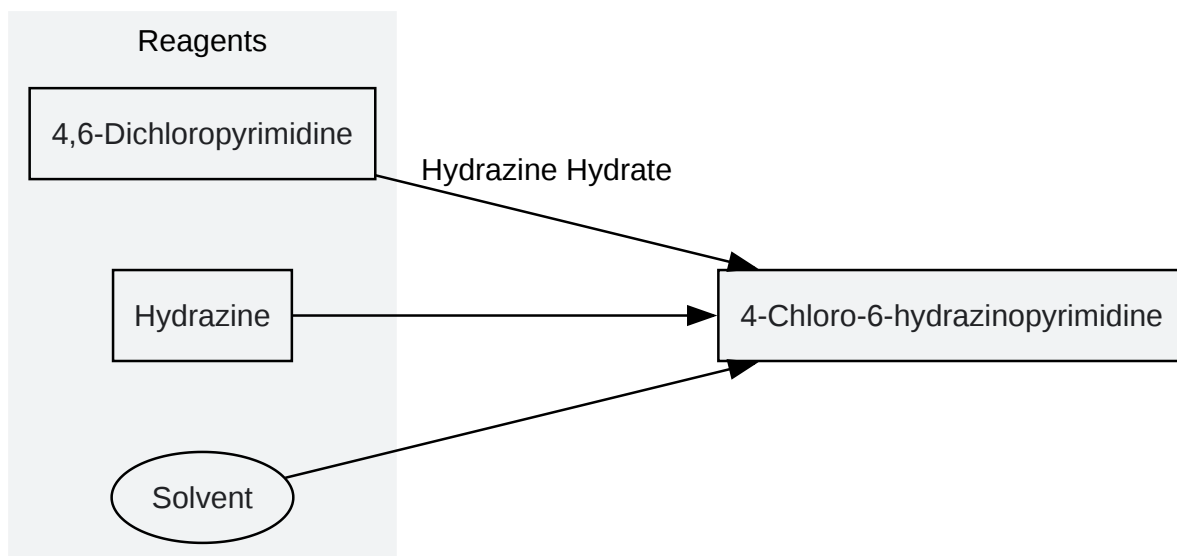 Reagents
4,6-Dichloropyrimidine
Hydrazine Hydrate
Hydrazine
4-Chloro-6-hydrazinopyrimidine
Solvent